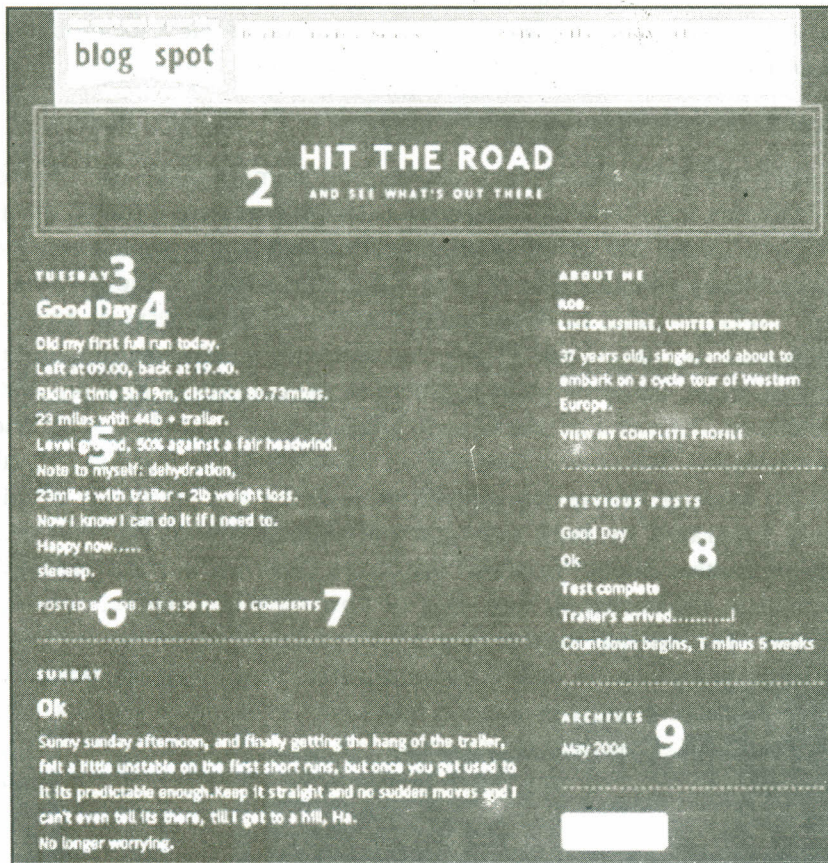 blog spot
HIT THE ROAD
2
AND SEE WHAT'S OUT THERE
TUESDAY 3
Good Day 4
Did my first full run today.
Left at 09.00, back at 19.40.
Riding time 5h 49m, distance 80.73miles.
23 miles with 44lb + trailer.
Level ground, 50% against a fair headwind.
5
Note to myself: dehydration,
23miles with trailer = 2lb weight loss.
Now I know I can do it if I need to.
Happy now.....
sleeeep.
POSTED BY ROB. AT 8:50 PM 0 COMMENTS 7
6
SUNDAY
Ok
Sunny sunday afternoon, and finally getting the hang of the trailer,
felt a little unstable on the first short runs, but once you get used to
it its predictable enough.Keep it straight and no sudden moves and I
can't even tell its there, till I get to a hill, Ha.
No longer worrying.
ABOUT ME
ROB.
LINCOLNSHIRE, UNITED KINGDOM
37 years old, single, and about to
embark on a cycle tour of Western
Europe.
VIEW MY COMPLETE PROFILE
PREVIOUS POSTS
Good Day
8
Ok
Test complete
Trailer's arrived..........!
Countdown begins, T minus 5 weeks
ARCHIVES
May 2004 9